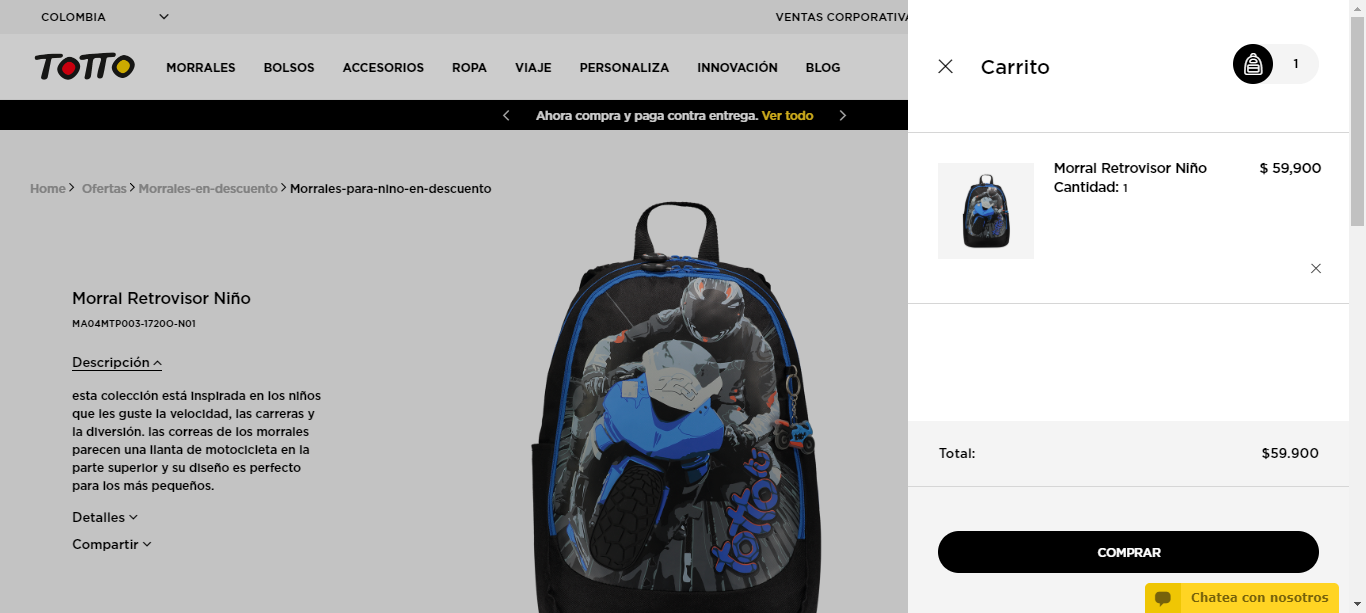 COLOMBIA
VENTAS CORPORATIVA
TOTTO
MORRALES BOLSOS ACCESORIOS ROPA VIAJE PERSONALIZA INNOVACIÓN BLOG
Ahora compra y paga contra entrega. Ver todo
Home Ofertas Morrales-en-descuento Morrales-para-nino-en-descuento
Morral Retrovisor Niño
MA04MTP003-1720O-N01
Descripción
esta colección está inspirada en los niños
que les guste la velocidad, las carreras y
la diversión. las correas de los morrales
parecen una llanta de motocicleta en la
parte superior y su diseño es perfecto
para los más pequeños.
Detalles
Compartir
totto
Carrito
1
Morral Retrovisor Niño $ 59,900
Cantidad: 1
Total: $59.900
COMPRAR
Chatea con nosotros